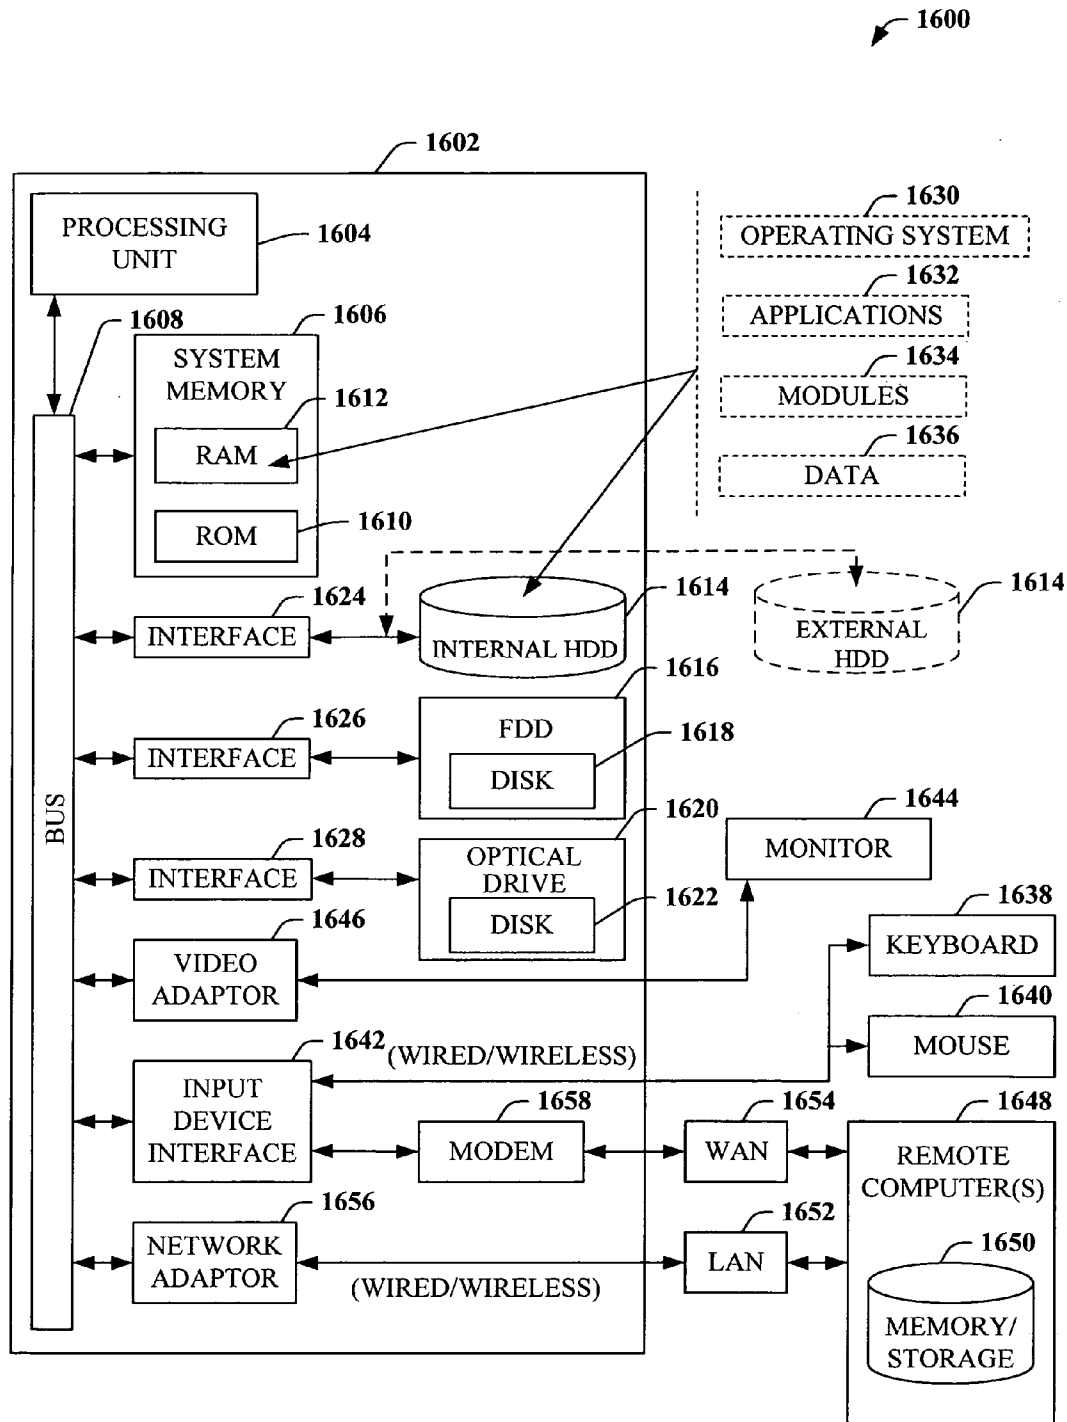 1600
1602
PROCESSING
UNIT
1604
1608
1606
SYSTEM
MEMORY
1612
RAM
1610
ROM
1630
OPERATING SYSTEM
1632
APPLICATIONS
1634
MODULES
1636
DATA
1624
INTERFACE
1614
INTERNAL HDD
1614
EXTERNAL
HDD
1616
1626
INTERFACE
FDD
1618
DISK
BUS
1628
INTERFACE
1620
OPTICAL
DRIVE
1622
DISK
1644
MONITOR
1646
VIDEO
ADAPTOR
1638
KEYBOARD
1640
MOUSE
1642
(WIRED/WIRELESS)
INPUT
DEVICE
INTERFACE
1658
MODEM
1654
WAN
1648
REMOTE
COMPUTER(S)
1656
NETWORK
ADAPTOR
(WIRED/WIRELESS)
1652
LAN
1650
MEMORY/
STORAGE